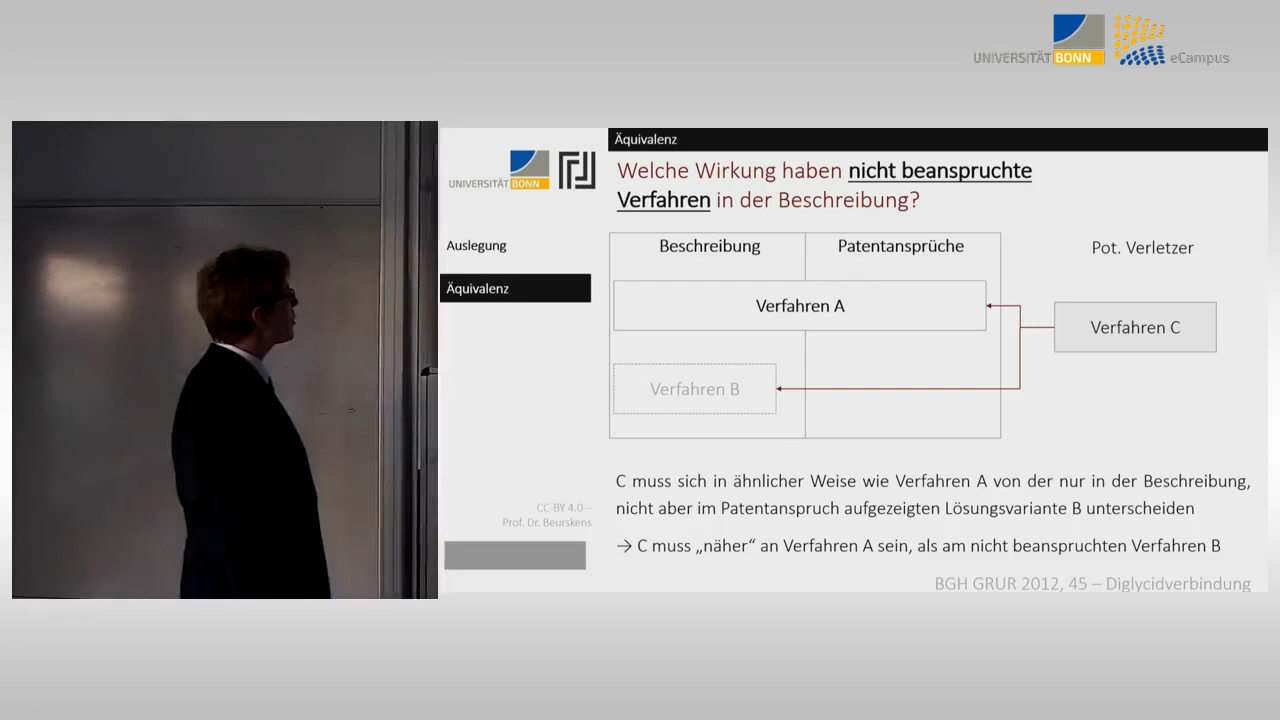 UNIVERSITÄT BONN eCampus
UNIVERSITÄT BONN
Äquivalenz
Welche Wirkung haben nicht beanspruchte
Verfahren in der Beschreibung?
Auslegung
Äquivalenz
Beschreibung
Patentansprüche
Pot. Verletzer
Verfahren A
Verfahren C
Verfahren B
C muss sich in ähnlicher Weise wie Verfahren A von der nur in der Beschreibung,
nicht aber im Patentanspruch aufgezeigten Lösungsvariante B unterscheiden
→ C muss „näher“ an Verfahren A sein, als am nicht beanspruchten Verfahren B
BGH GRUR 2012, 45 – Diglycidverbindung
CC-BY 4.0 –
Prof. Dr. Beurskens